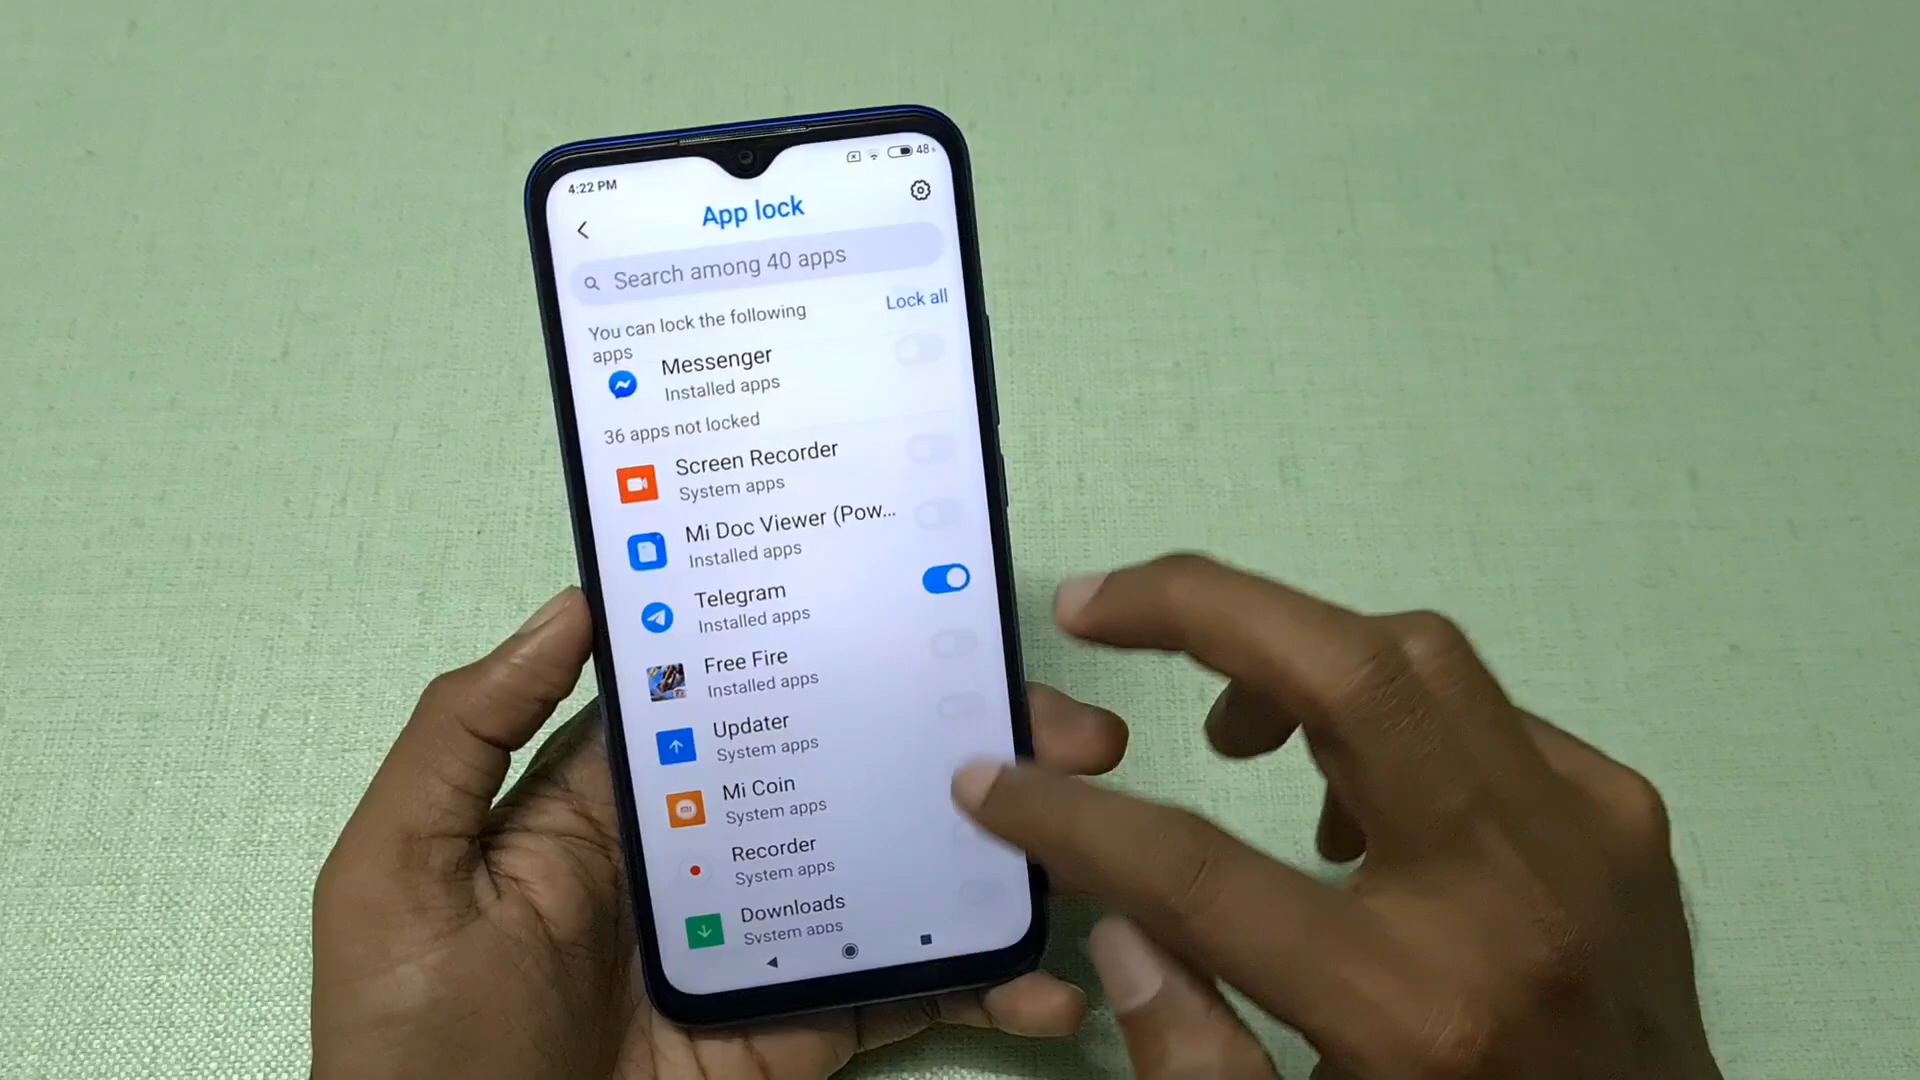 4:22 PM
48
App lock
Search among 40 apps
You can lock the following
apps
Lock all
Messenger
Installed apps
36 apps not locked
Screen Recorder
System apps
Mi Doc Viewer (Pow...
Installed apps
Telegram
Installed apps
Free Fire
Installed apps
Updater
System apps
Mi Coin
System apps
Recorder
System apps
Downloads
System apps